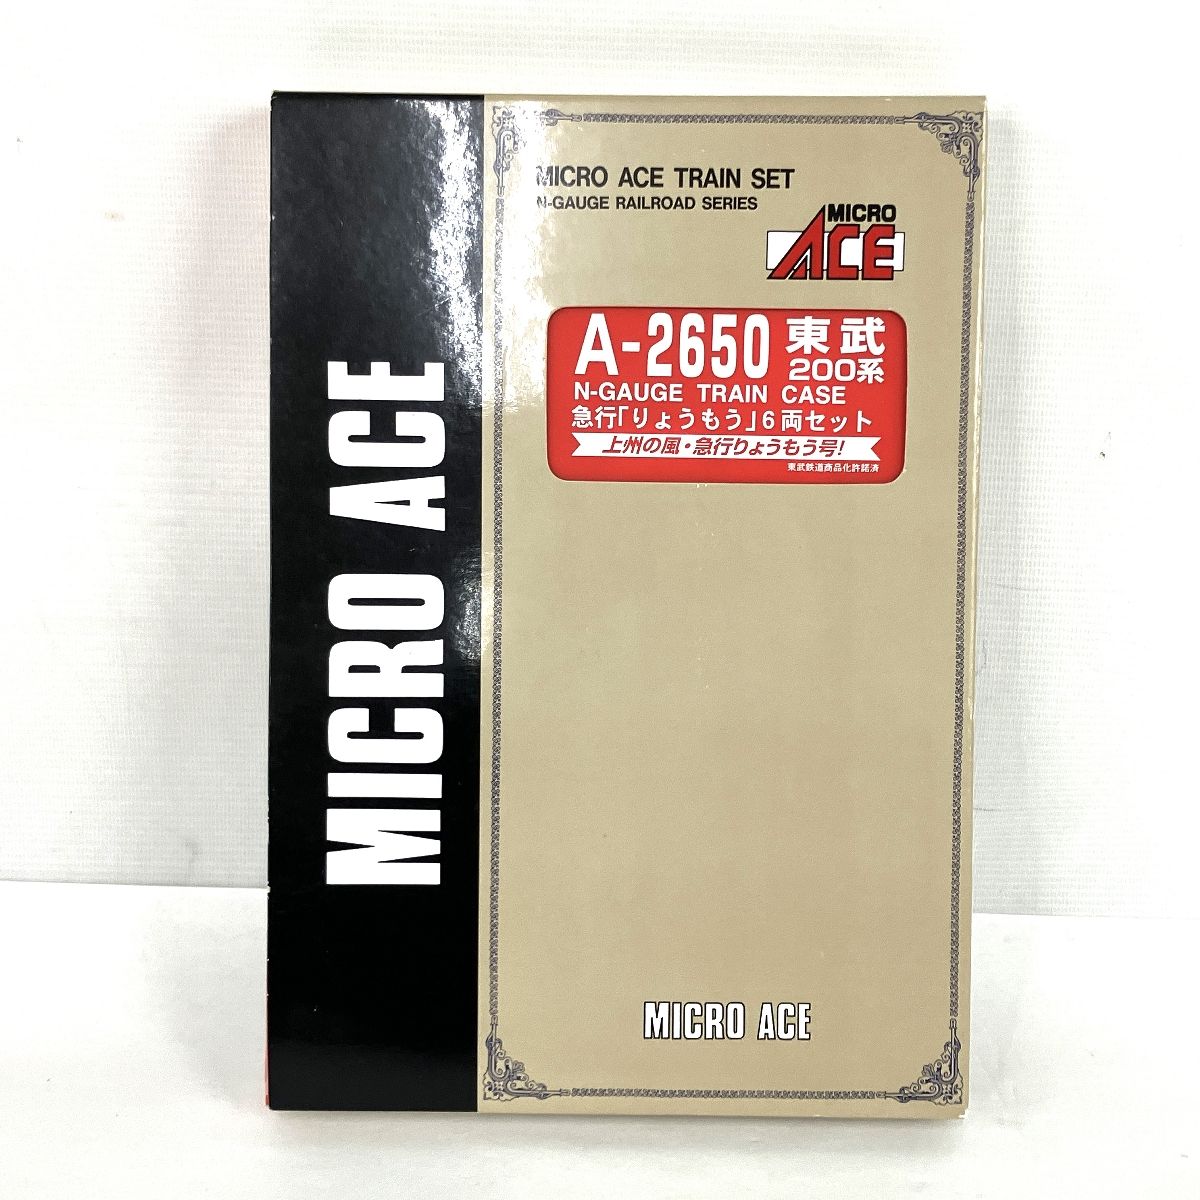 MICRO ACE
MICRO ACE TRAIN SET
N-GAUGE RAILROAD SERIES
MICRO
ACE
A-2650 東武
200系
N-GAUGE TRAIN CASE
急行「りょうもう」6両セット
上州の風・急行りょうもう号!
東武鉄道商品化許諾済
MICRO ACE